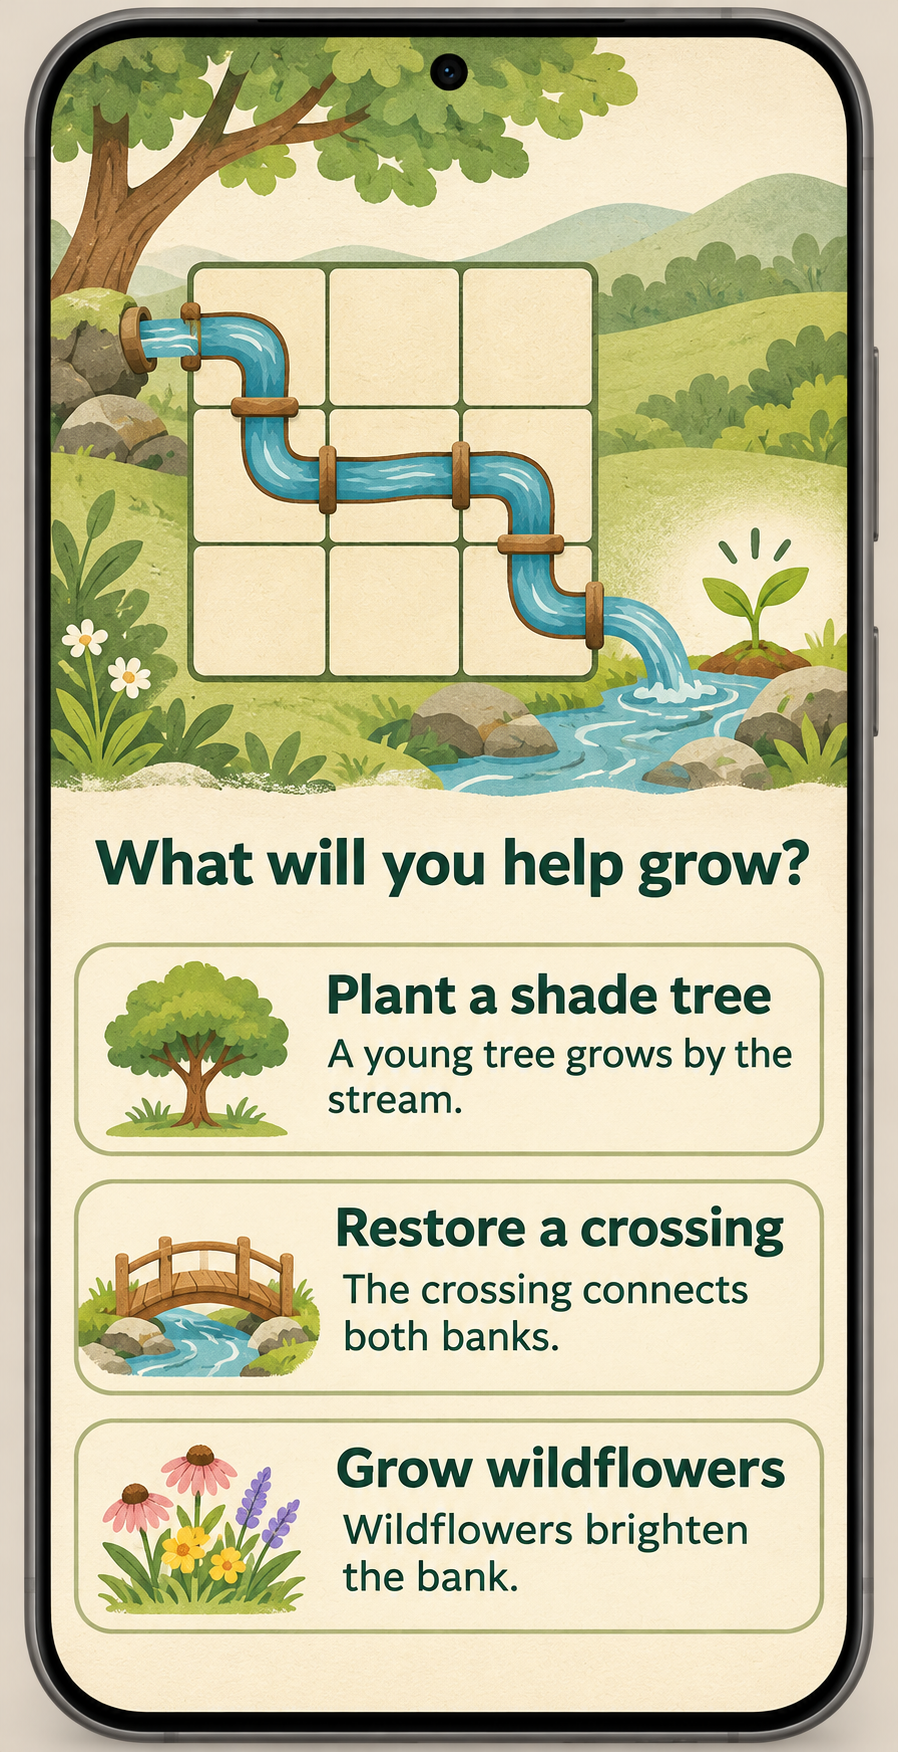 What will you help grow?
Plant a shade tree
A young tree grows by the
stream.
Restore a crossing
The crossing connects
both banks.
Grow wildflowers
Wildflowers brighten
the bank.